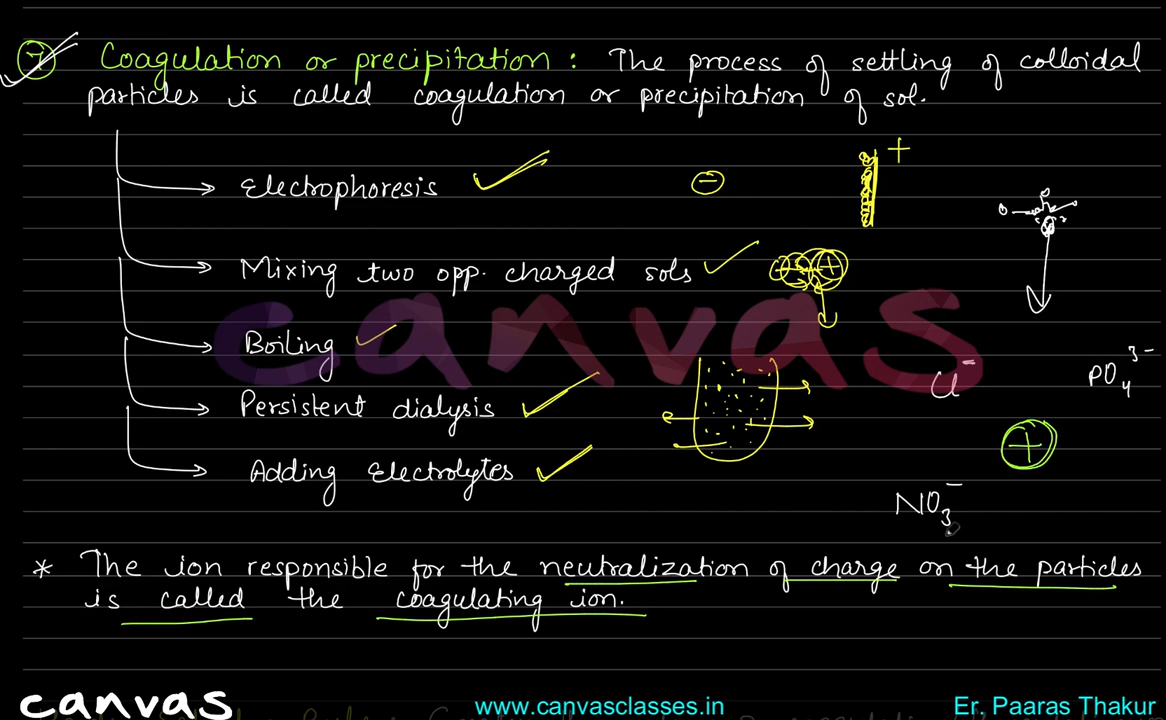 7 Coagulation or precipitation : The process of settling of colloidal
particles is called coagulation or precipitation of sol.
Electrophoresis
− +
Mixing two opp. charged sols
+
canvas
Boiling
Cl⁻ PO₄³⁻
Persistent dialysis
+
Adding Electrolytes
NO₃⁻
* The ion responsible for the neutralization of charge on the particles
is called the coagulating ion.
canvas www.canvasclasses.in Er. Paaras Thakur